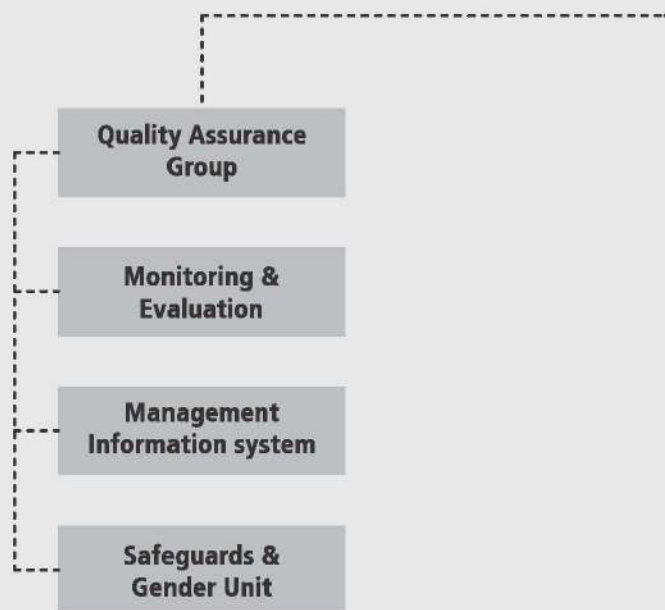 Quality Assurance
Group
Monitoring &
Evaluation
Management
Information system
Safeguards &
Gender Unit